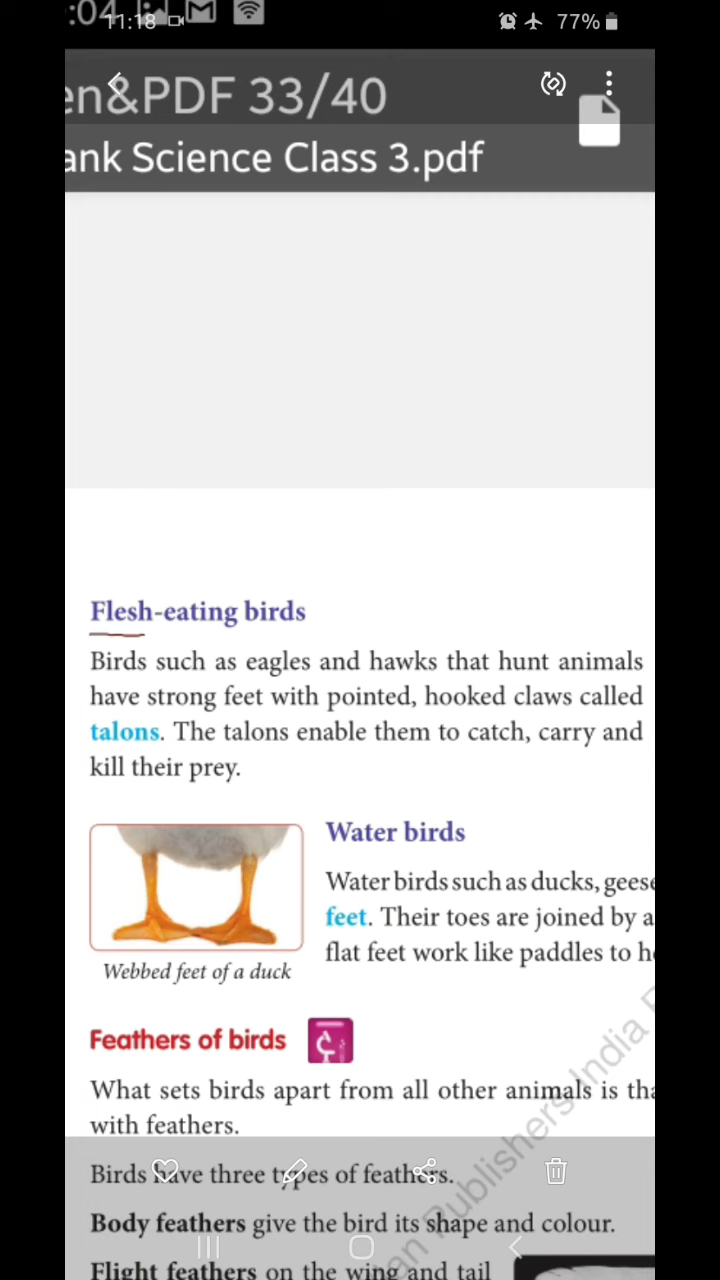 :04
11:18
77%
en&PDF 33/40
ank Science Class 3.pdf
Flesh-eating birds
Birds such as eagles and hawks that hunt animals
have strong feet with pointed, hooked claws called
talons. The talons enable them to catch, carry and
kill their prey.
Water birds
Water birds such as ducks, geese
feet. Their toes are joined by a
flat feet work like paddles to h
Webbed feet of a duck
Feathers of birds
What sets birds apart from all other animals is tha
with feathers.
Birds have three types of feathers.
Body feathers give the bird its shape and colour.
Flight feathers on the wing and tail
an Publishers India P